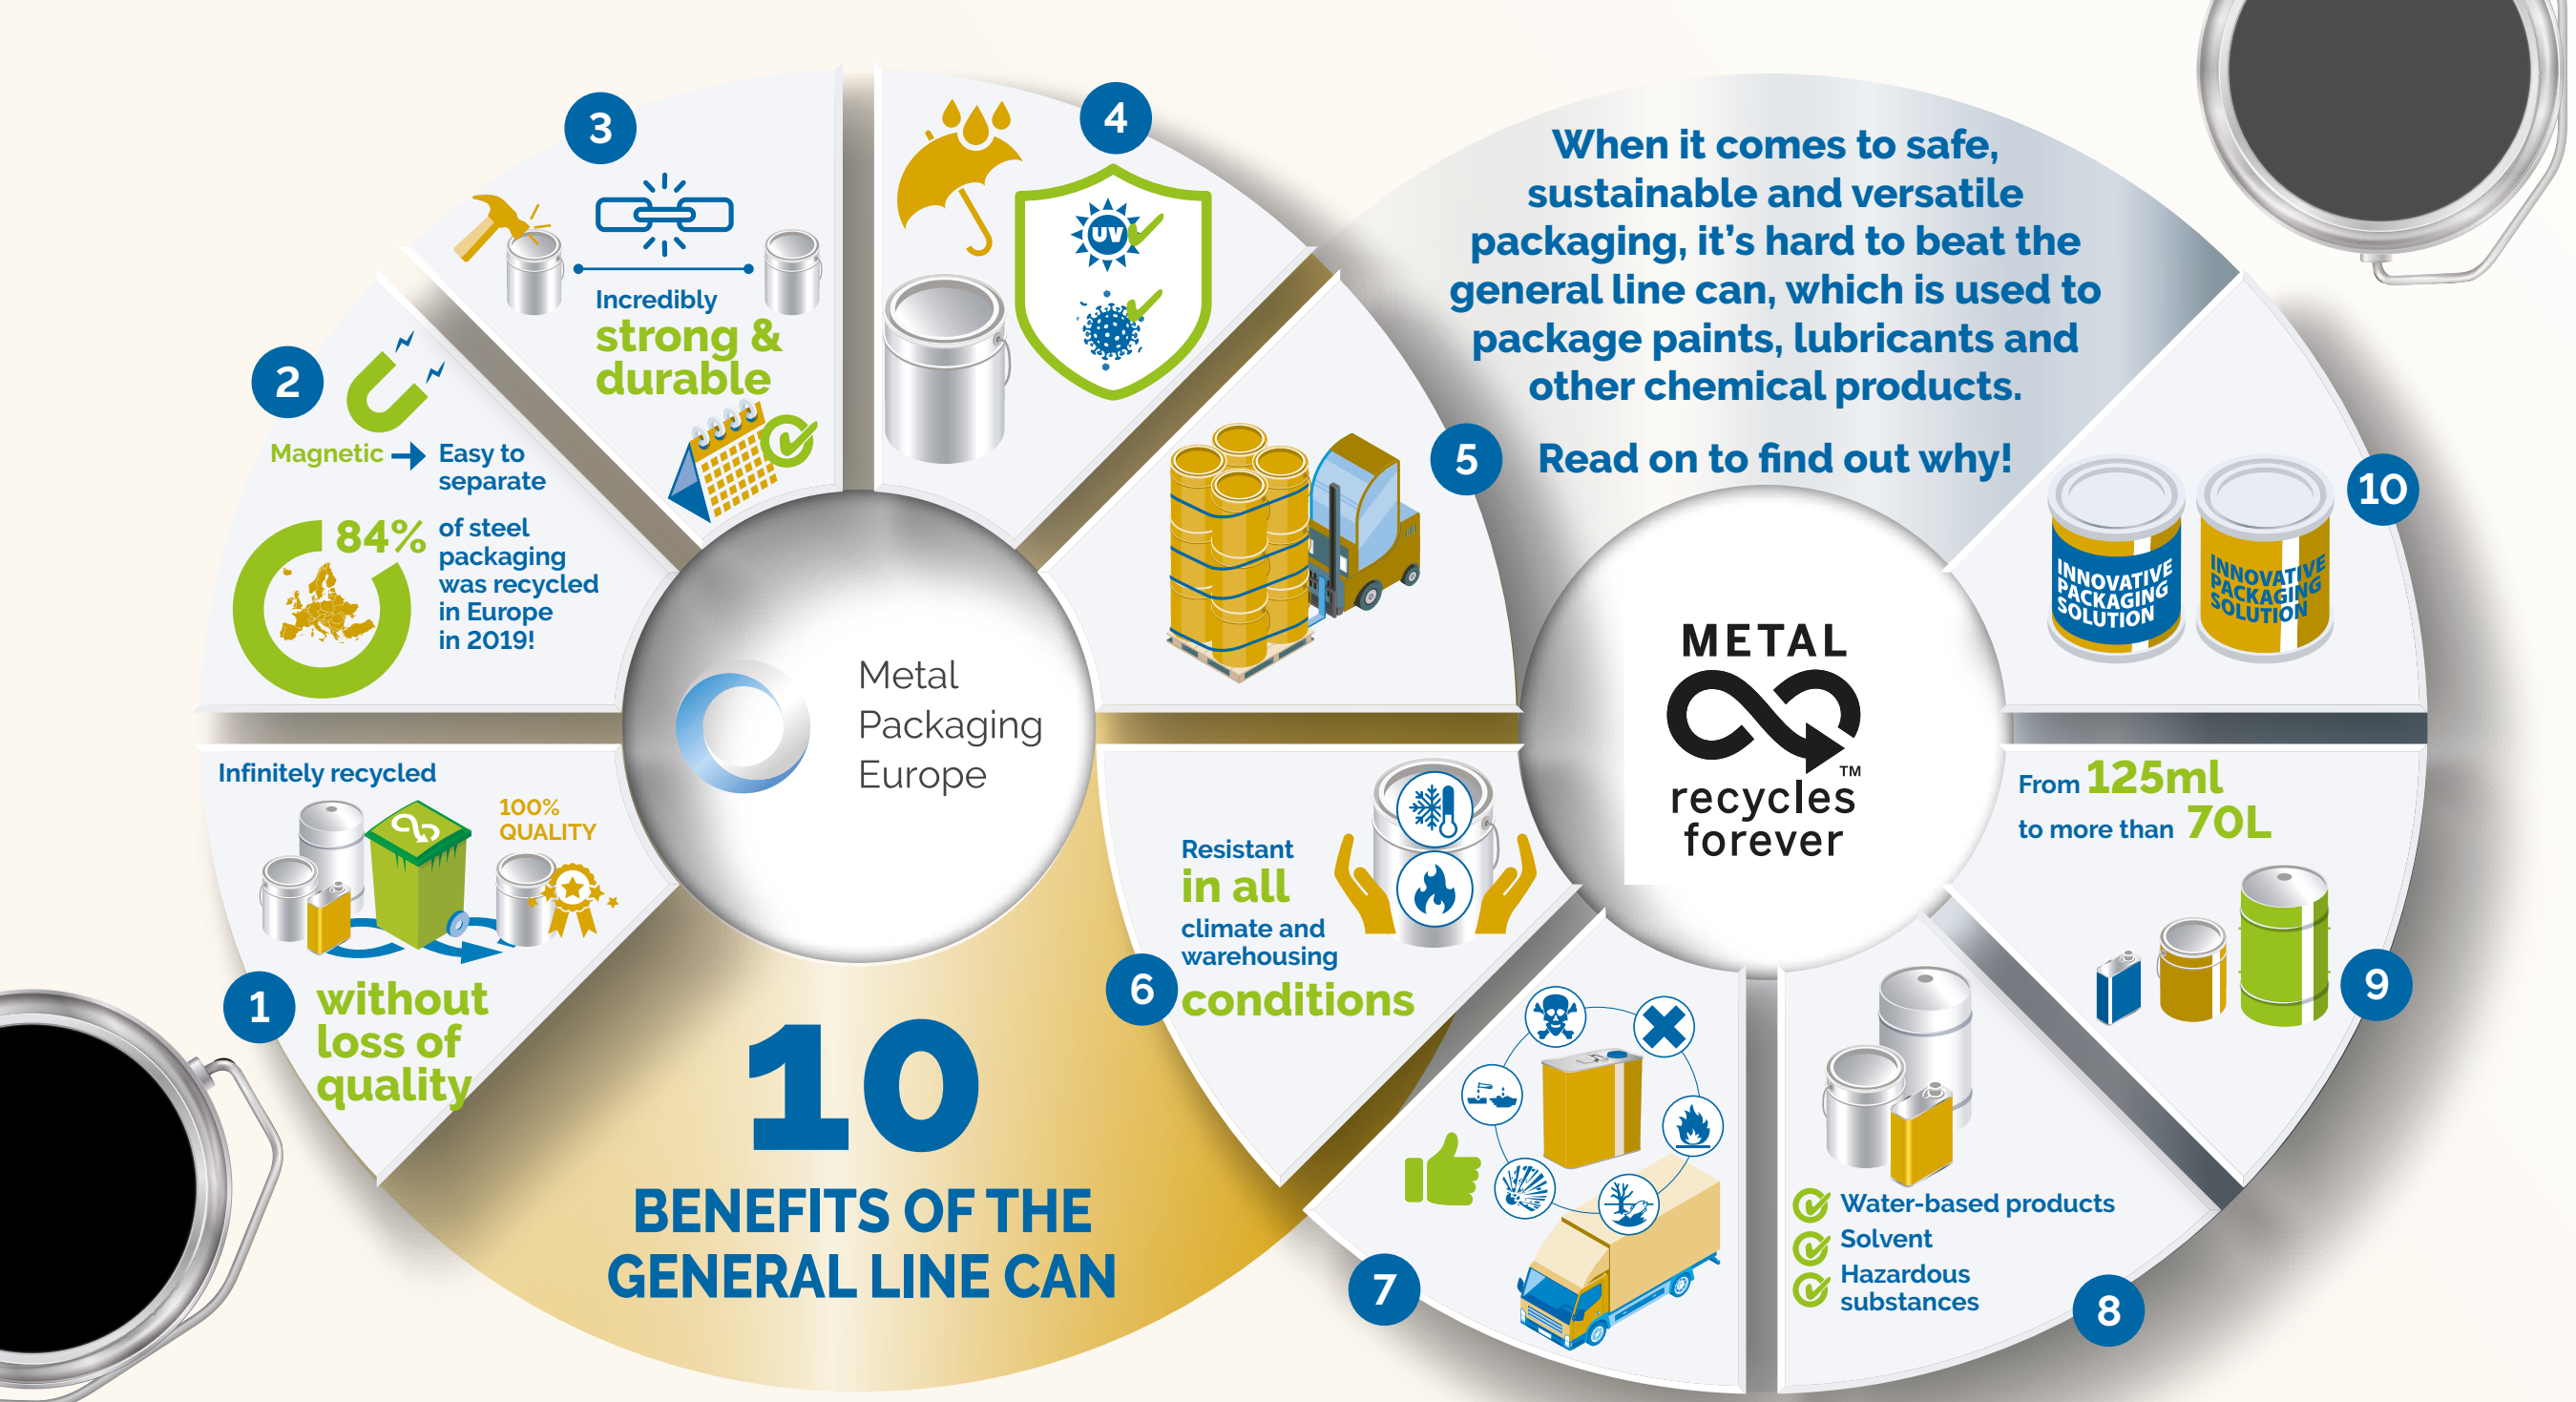 When it comes to safe,
sustainable and versatile
packaging, it's hard to beat the
general line can, which is used to
package paints, lubricants and
other chemical products.
Read on to find out why!
10
BENEFITS OF THE
GENERAL LINE CAN
Metal
Packaging
Europe
METAL
TM
recycles
forever
1
Infinitely recycled
100%
QUALITY
without
loss of
quality
2
Magnetic
Easy to
separate
84%
of steel
packaging
was recycled
in Europe
in 2019!
3
Incredibly
strong &
durable
4
UV
5
6
Resistant
in all
climate and
warehousing
conditions
7
8
Water-based products
Solvent
Hazardous
substances
9
From 125ml
to more than 70L
10
INNOVATIVE
PACKAGING
SOLUTION
INNOVATIVE
PACKAGING
SOLUTION